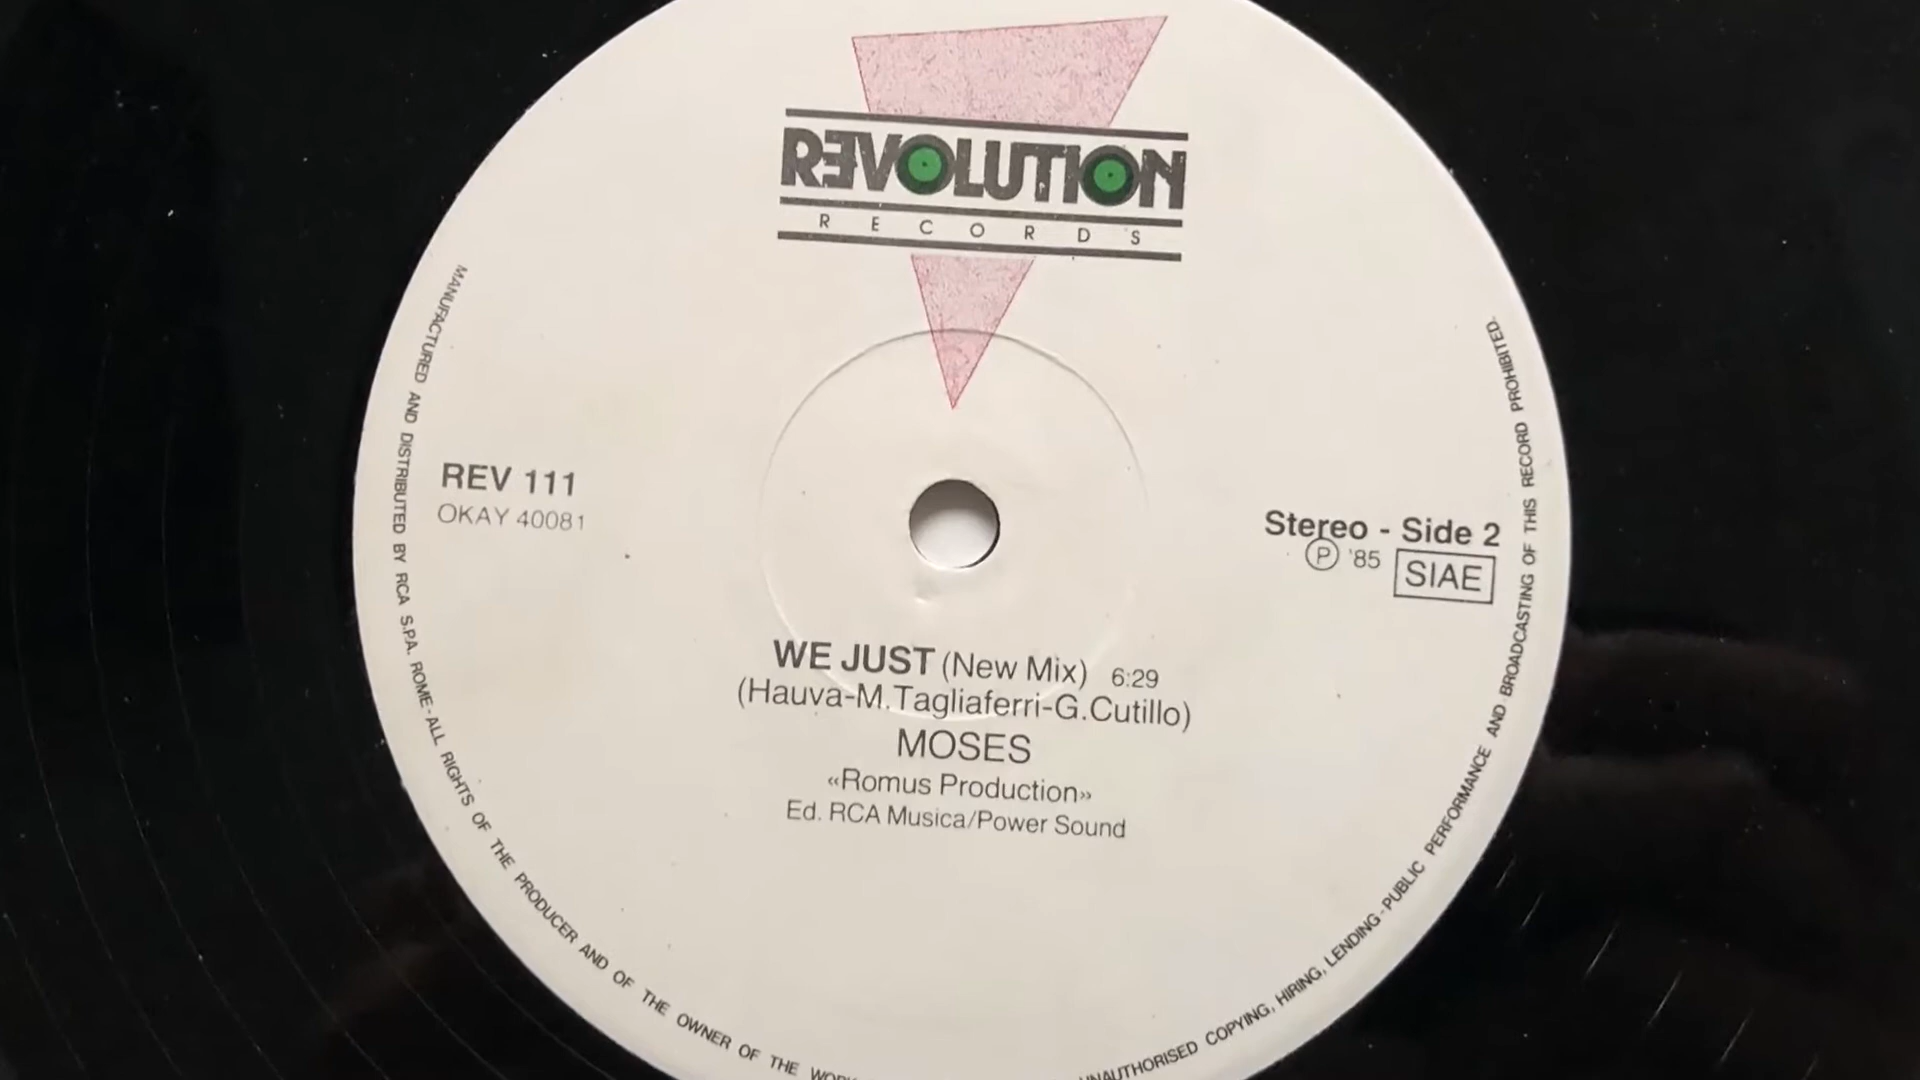 REVOLUTION
RECORDS
REV 111
OKAY 40081
Stereo - Side 2
Ⓟ '85 SIAE
WE JUST (New Mix) 6:29
(Hauva-M.Tagliaferri-G.Cutillo)
MOSES
«Romus Production»
Ed. RCA Musica/Power Sound
MANUFACTURED AND DISTRIBUTED BY RCA S.P.A. ROME - ALL RIGHTS OF THE PRODUCER AND OF THE OWNER OF THE
COPYING, HIRING, LENDING - PUBLIC PERFORMANCE AND BROADCASTING OF THIS RECORD PROHIBITED.